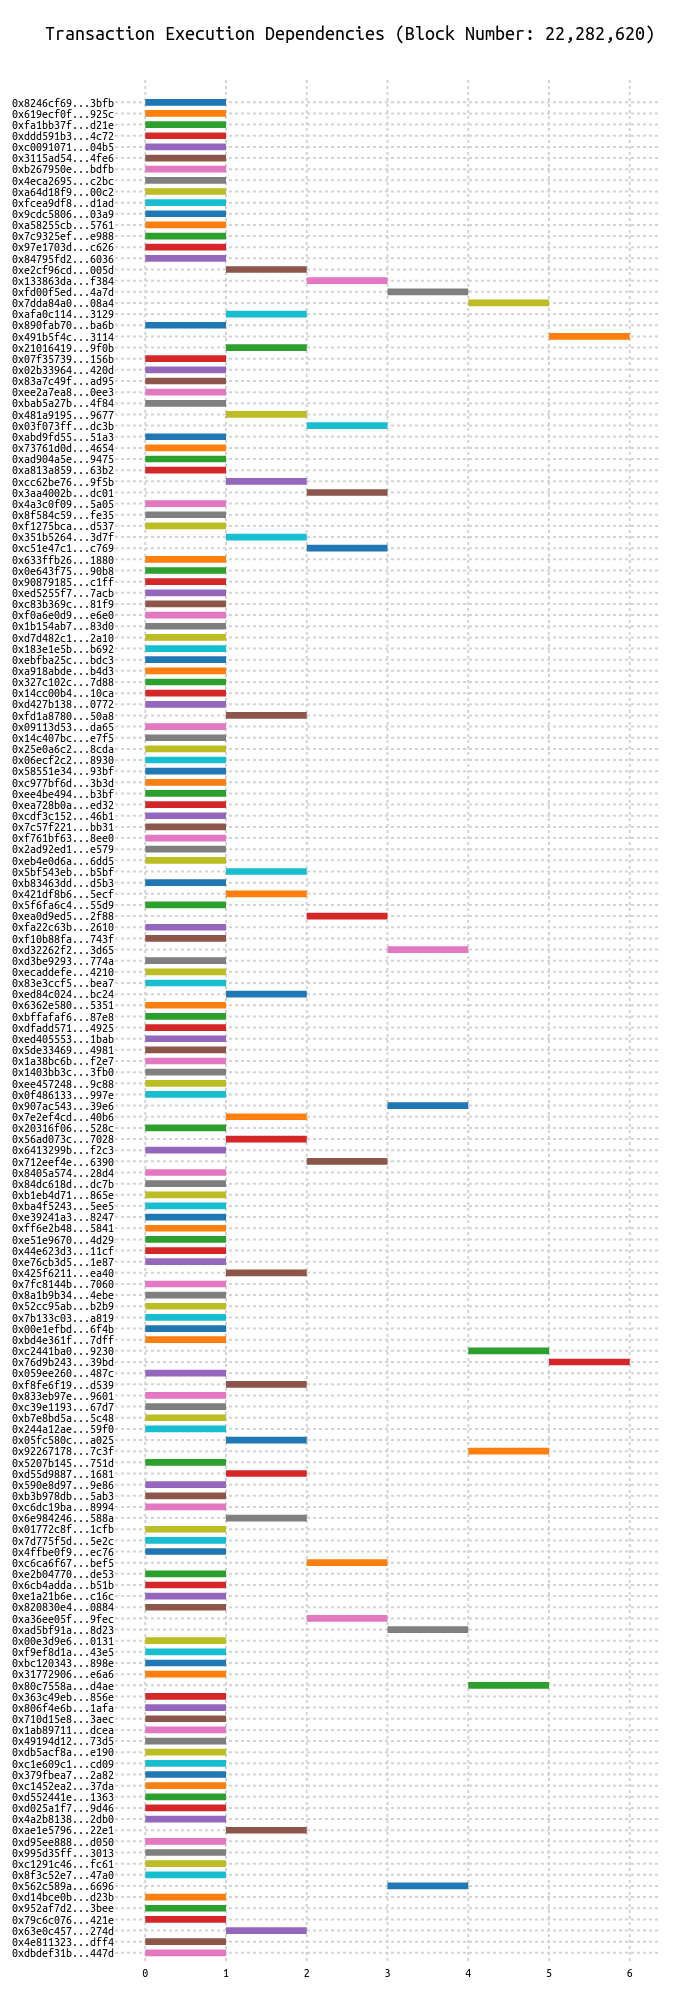 Transaction Execution Dependencies (Block Number: 22,282,620)
0x8246cf69...3bfb
0x619ecf0f...925c
0xfa1bb37f...d21e
0xddd591b3...4c72
0xc0091071...04b5
0x3115ad54...4fe6
0xb267950e...bdfb
0x4eca2695...c2bc
0xa64d18f9...00c2
0xfcea9df8...d1ad
0x9cdc5806...03a9
0xa58255cb...5761
0x7c9325ef...e988
0x97e1703d...c626
0x84795fd2...6036
0xe2cf96cd...005d
0x133863da...f384
0xfd00f5ed...4a7d
0x7dda84a0...08a4
0xafa0c114...3129
0x890fab70...ba6b
0x491b5f4c...3114
0x21016419...9f0b
0x07f35739...156b
0x02b33964...420d
0x83a7c49f...ad95
0xee2a7ea8...0ee3
0xbab5a27b...4f84
0x481a9195...9677
0x03f073ff...dc3b
0xabd9fd55...51a3
0x73761d0d...4654
0xad904a5e...9475
0xa813a859...63b2
0xcc62be76...9f5b
0x3aa4002b...dc01
0x4a3c0f09...5a05
0x8f584c59...fe35
0xf1275bca...d537
0x351b5264...3d7f
0xc51e47c1...c769
0x633ffb26...1880
0x0e643f75...90b8
0x90879185...c1ff
0xed5255f7...7acb
0xc83b369c...81f9
0xf0a6e0d9...e6e0
0x1b154ab7...83d0
0xd7d482c1...2a10
0x183e1e5b...b692
0xebfba25c...bdc3
0xa918abde...b4d3
0x327c102c...7d88
0x14cc00b4...10ca
0xd427b138...0772
0xfd1a8780...50a8
0x09113d53...da65
0x14c407bc...e7f5
0x25e0a6c2...8cda
0x06ecf2c2...8930
0x58551e34...93bf
0xc977bf6d...3b3d
0xee4be494...b3bf
0xea728b0a...ed32
0xcdf3c152...46b1
0x7c57f221...bb31
0xf761bf63...8ee0
0x2ad92ed1...e579
0xeb4e0d6a...6dd5
0x5bf543eb...b5bf
0xb83463dd...d5b3
0x421df8b6...5ecf
0x5f6fa6c4...55d9
0xea0d9ed5...2f88
0xfa22c63b...2610
0xf10b88fa...743f
0xd32262f2...3d65
0xd3be9293...774a
0xecaddefe...4210
0x83e3ccf5...bea7
0xed84c024...bc24
0x6362e580...5351
0xbffafaf6...87e8
0xdfadd571...4925
0xed405553...1bab
0x5de33469...4981
0x1a38bc6b...f2e7
0x1403bb3c...3fb0
0xee457248...9c88
0x0f486133...997e
0x907ac543...39e6
0x7e2ef4cd...40b6
0x20316f06...528c
0x56ad073c...7028
0x6413299b...f2c3
0x712eef4e...6390
0x8405a574...28d4
0x84dc618d...dc7b
0xb1eb4d71...865e
0xba4f5243...5ee5
0xe39241a3...8247
0xff6e2b48...5841
0xe51e9670...4d29
0x44e623d3...11cf
0xe76cb3d5...1e87
0x425f6211...ea40
0x7fc8144b...7060
0x8a1b9b34...4ebe
0x52cc95ab...b2b9
0x7b133c03...a819
0x00e1efbd...6f4b
0xbd4e361f...7dff
0xc2441ba0...9230
0x76d9b243...39bd
0x059ee260...487c
0xf8fe6f19...d539
0x833eb97e...9601
0xc39e1193...67d7
0xb7e8bd5a...5c48
0x244a12ae...59f0
0x05fc580c...a025
0x92267178...7c3f
0x5207b145...751d
0xd55d9887...1681
0x590e8d97...9e86
0xb3b978db...5ab3
0xc6dc19ba...8994
0x6e984246...588a
0x01772c8f...1cfb
0x7d775f5d...5e2c
0x4ffbe0f9...ec76
0xc6ca6f67...bef5
0xe2b04770...de53
0x6cb4adda...b51b
0xe1a21b6e...c16c
0x820830e4...0884
0xa36ee05f...9fec
0xad5bf91a...8d23
0x00e3d9e6...0131
0xf9ef8d1a...43e5
0xbc120343...898e
0x31772906...e6a6
0x80c7558a...d4ae
0x363c49eb...856e
0x806f4e6b...1afa
0x710d15e8...3aec
0x1ab89711...dcea
0x49194d12...73d5
0xdb5acf8a...e190
0xc1e609c1...cd09
0x379fbea7...2a82
0xc1452ea2...37da
0xd552441e...1363
0xd025a1f7...9d46
0x4a2b8138...2db0
0xae1e5796...22e1
0xd95ee888...d050
0x995d35ff...3013
0xc1291c46...fc61
0x8f3c52e7...47a0
0x562c589a...6696
0xd14bce0b...d23b
0x952af7d2...3bee
0x79c6c076...421e
0x63e0c457...274d
0x4e811323...dff4
0xdbdef31b...447d
0 1 2 3 4 5 6